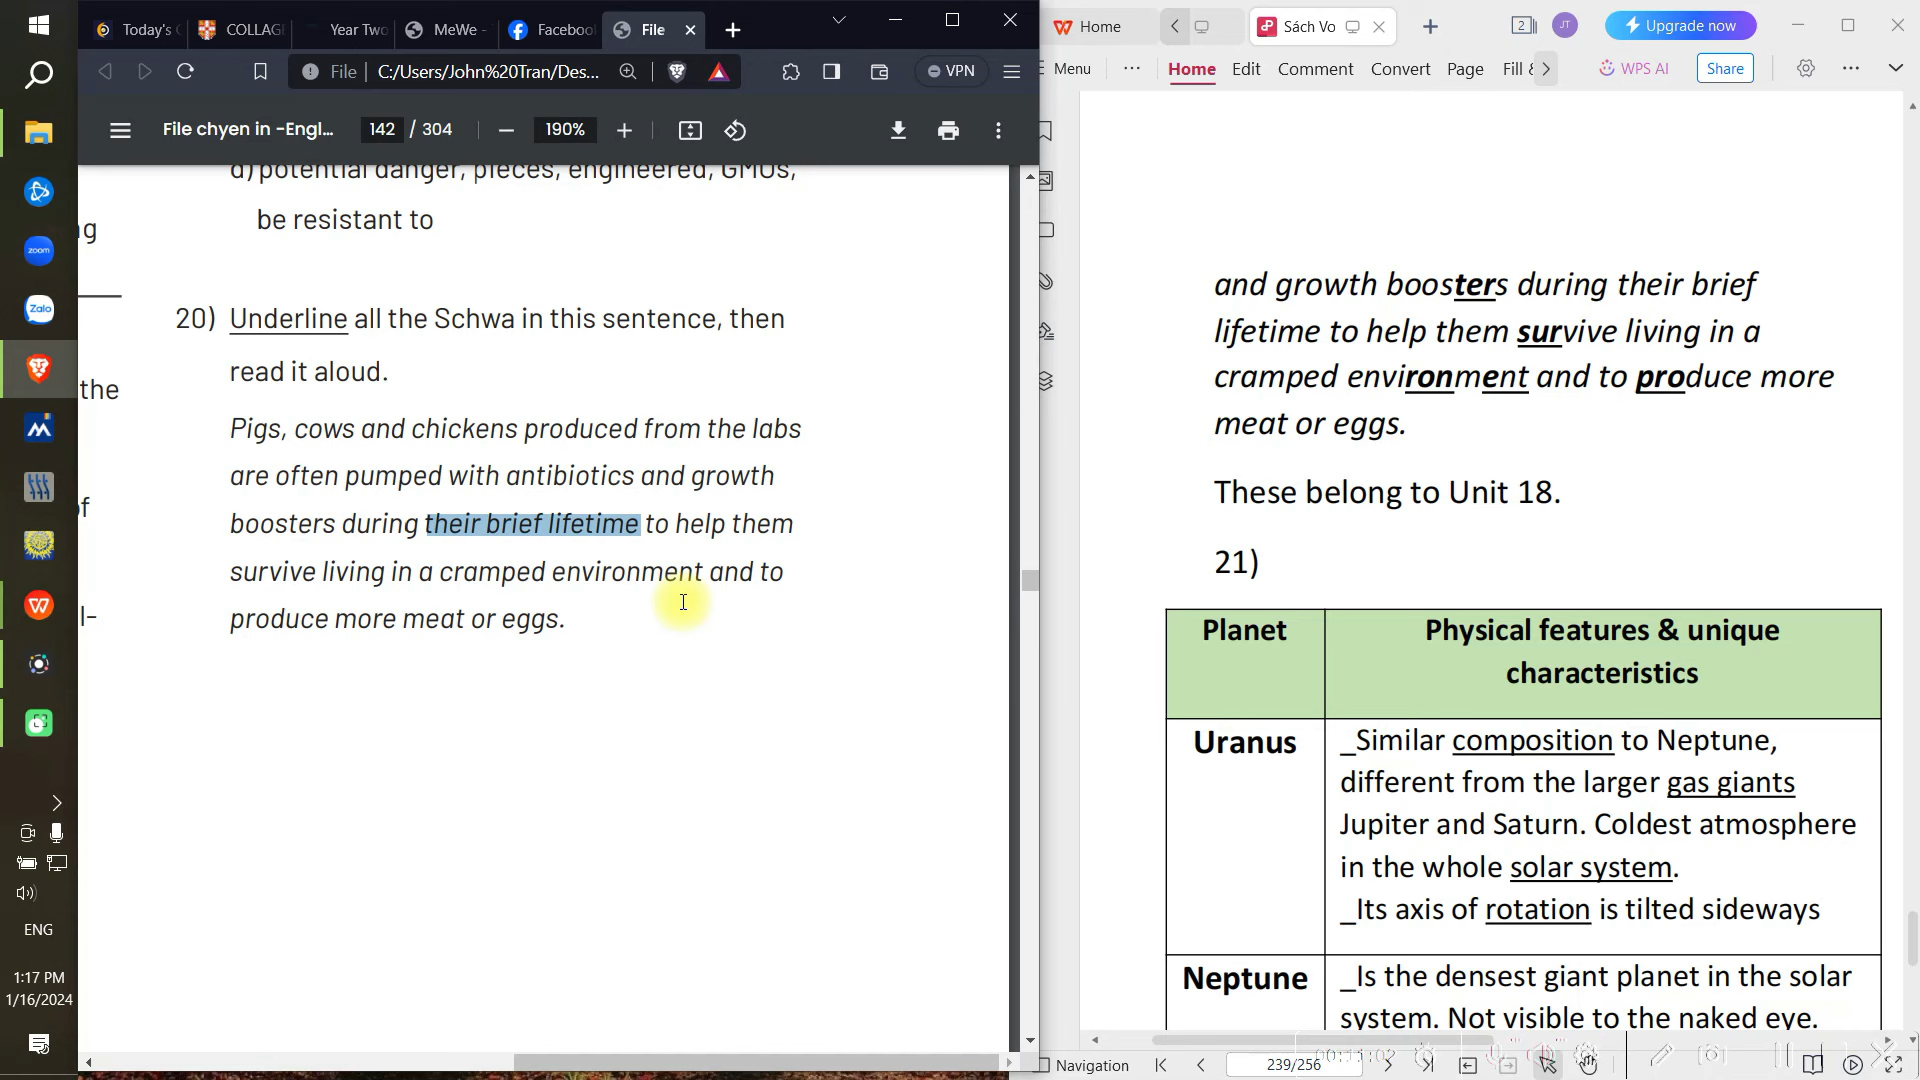 Today's
COLLAG
Year Two
MeWe -
Facebool
File
File
C:/Users/John%20Tran/Des...
VPN
File chyen in -Engl...
142 / 304
190%
d)potential danger, pieces, engineered, GMOs,
be resistant to
20) Underline all the Schwa in this sentence, then
read it aloud.
Pigs, cows and chickens produced from the labs
are often pumped with antibiotics and growth
boosters during their brief lifetime to help them
survive living in a cramped environment and to
produce more meat or eggs.
the
zoom
Zalo
ENG
1:17 PM
1/16/2024
Home
Sách Vo
2
JT
Upgrade now
Menu
Home
Edit
Comment
Convert
Page
Fill &
WPS AI
Share
and growth boosters during their brief
lifetime to help them survive living in a
cramped environment and to produce more
meat or eggs.
These belong to Unit 18.
21)
Planet
Physical features & unique
characteristics
Uranus
_Similar composition to Neptune,
different from the larger gas giants
Jupiter and Saturn. Coldest atmosphere
in the whole solar system.
_Its axis of rotation is tilted sideways
Neptune
_Is the densest giant planet in the solar
system. Not visible to the naked eye.
Navigation
239/256